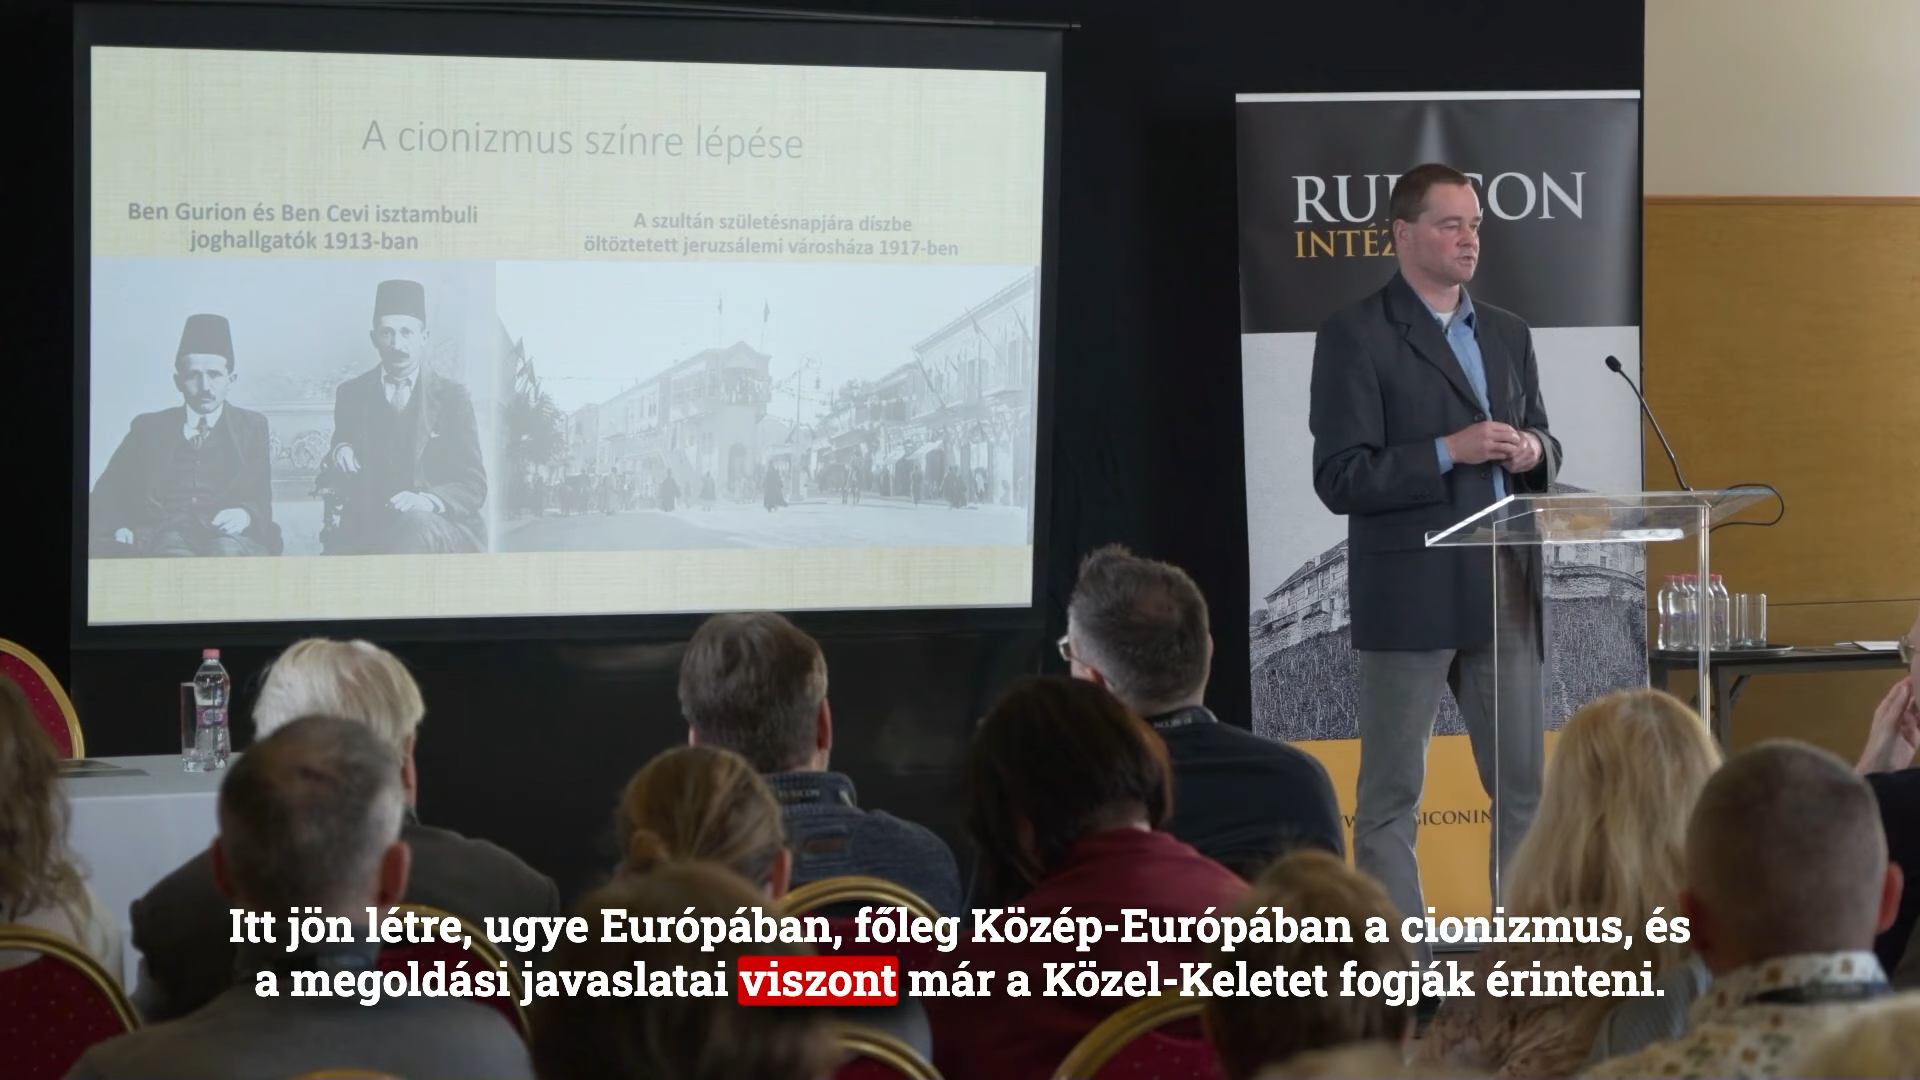 A cionizmus színre lépése
Ben Gurion és Ben Cevi isztambuli
joghallgatók 1913-ban
A szultán születésnapjára díszbe
öltöztetett jeruzsálemi városháza 1917-ben
RUBICON
INTÉZ
Itt jön létre, ugye Európában, főleg Közép-Európában a cionizmus, és
a megoldási javaslatai viszont már a Közel-Keletet fogják érinteni.